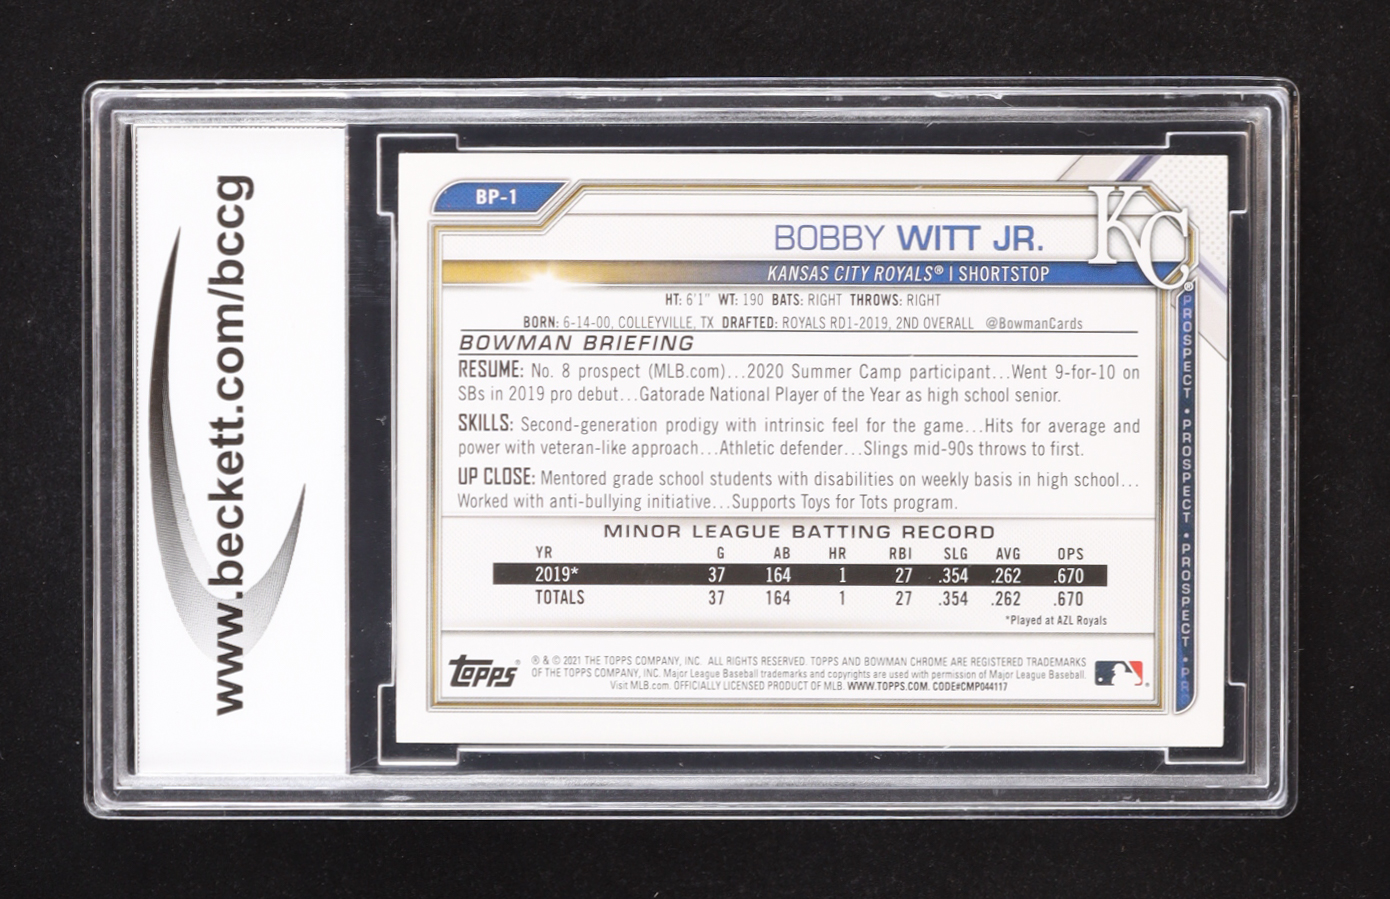 www.beckett.com/bccg
BP-1
KC®
BOBBY WITT JR.
KANSAS CITY ROYALS® | SHORTSTOP
HT: 6'1" WT: 190 BATS: RIGHT THROWS: RIGHT
BORN: 6-14-00, COLLEYVILLE, TX DRAFTED: ROYALS RD1-2019, 2ND OVERALL @BowmanCards
BOWMAN BRIEFING
RESUME: No. 8 prospect (MLB.com)...2020 Summer Camp participant...Went 9-for-10 on
SBs in 2019 pro debut...Gatorade National Player of the Year as high school senior.
SKILLS: Second-generation prodigy with intrinsic feel for the game...Hits for average and
power with veteran-like approach...Athletic defender...Slings mid-90s throws to first.
UP CLOSE: Mentored grade school students with disabilities on weekly basis in high school...
Worked with anti-bullying initiative...Supports Toys for Tots program.
MINOR LEAGUE BATTING RECORD
YR G AB HR RBI SLG AVG OPS
2019* 37 164 1 27 .354 .262 .670
TOTALS 37 164 1 27 .354 .262 .670
*Played at AZL Royals
topps®
® & © 2021 THE TOPPS COMPANY, INC. ALL RIGHTS RESERVED. TOPPS AND BOWMAN CHROME ARE REGISTERED TRADEMARKS
OF THE TOPPS COMPANY, INC. Major League Baseball trademarks and copyrights are used with permission of Major League Baseball.
Visit MLB.com. OFFICIALLY LICENSED PRODUCT OF MLB. WWW.TOPPS.COM. CODE#CMP044117
PROSPECT • PROSPECT • PROSPECT • PRO